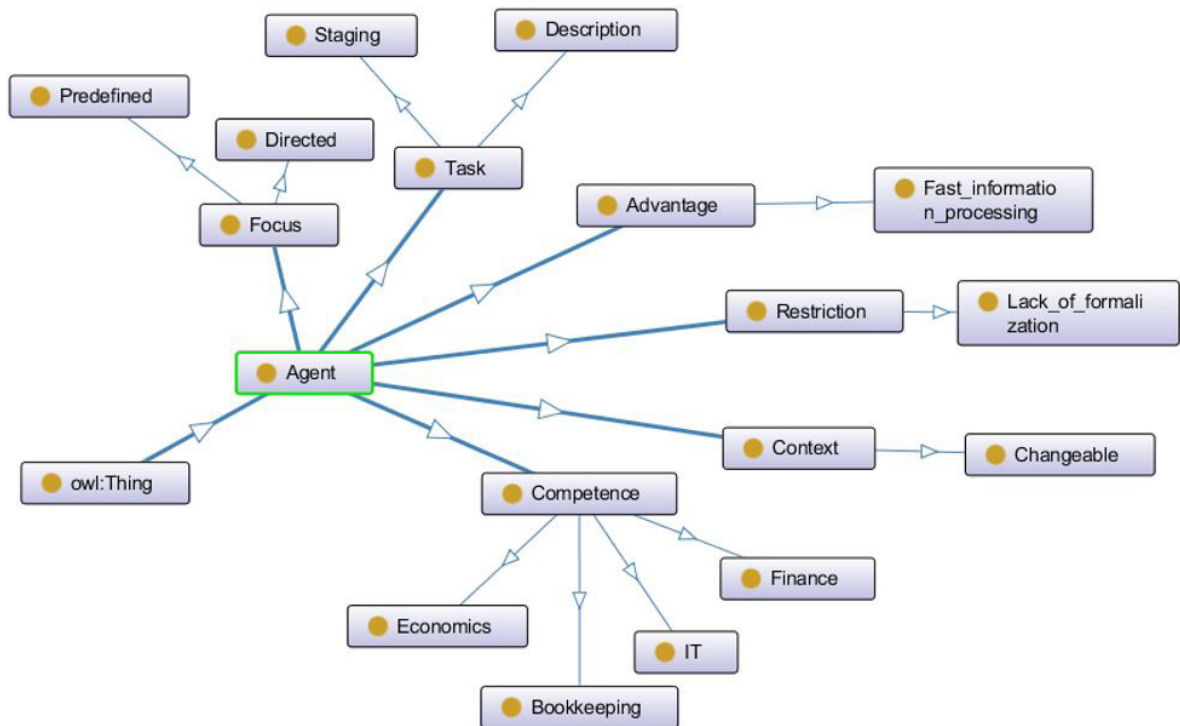 Staging
Description
Predefined
Directed
Task
Fast_informatio
n_processing
Advantage
Focus
Lack_of_formali
zation
Restriction
Agent
Context
Changeable
owl:Thing
Competence
Finance
Economics
IT
Bookkeeping